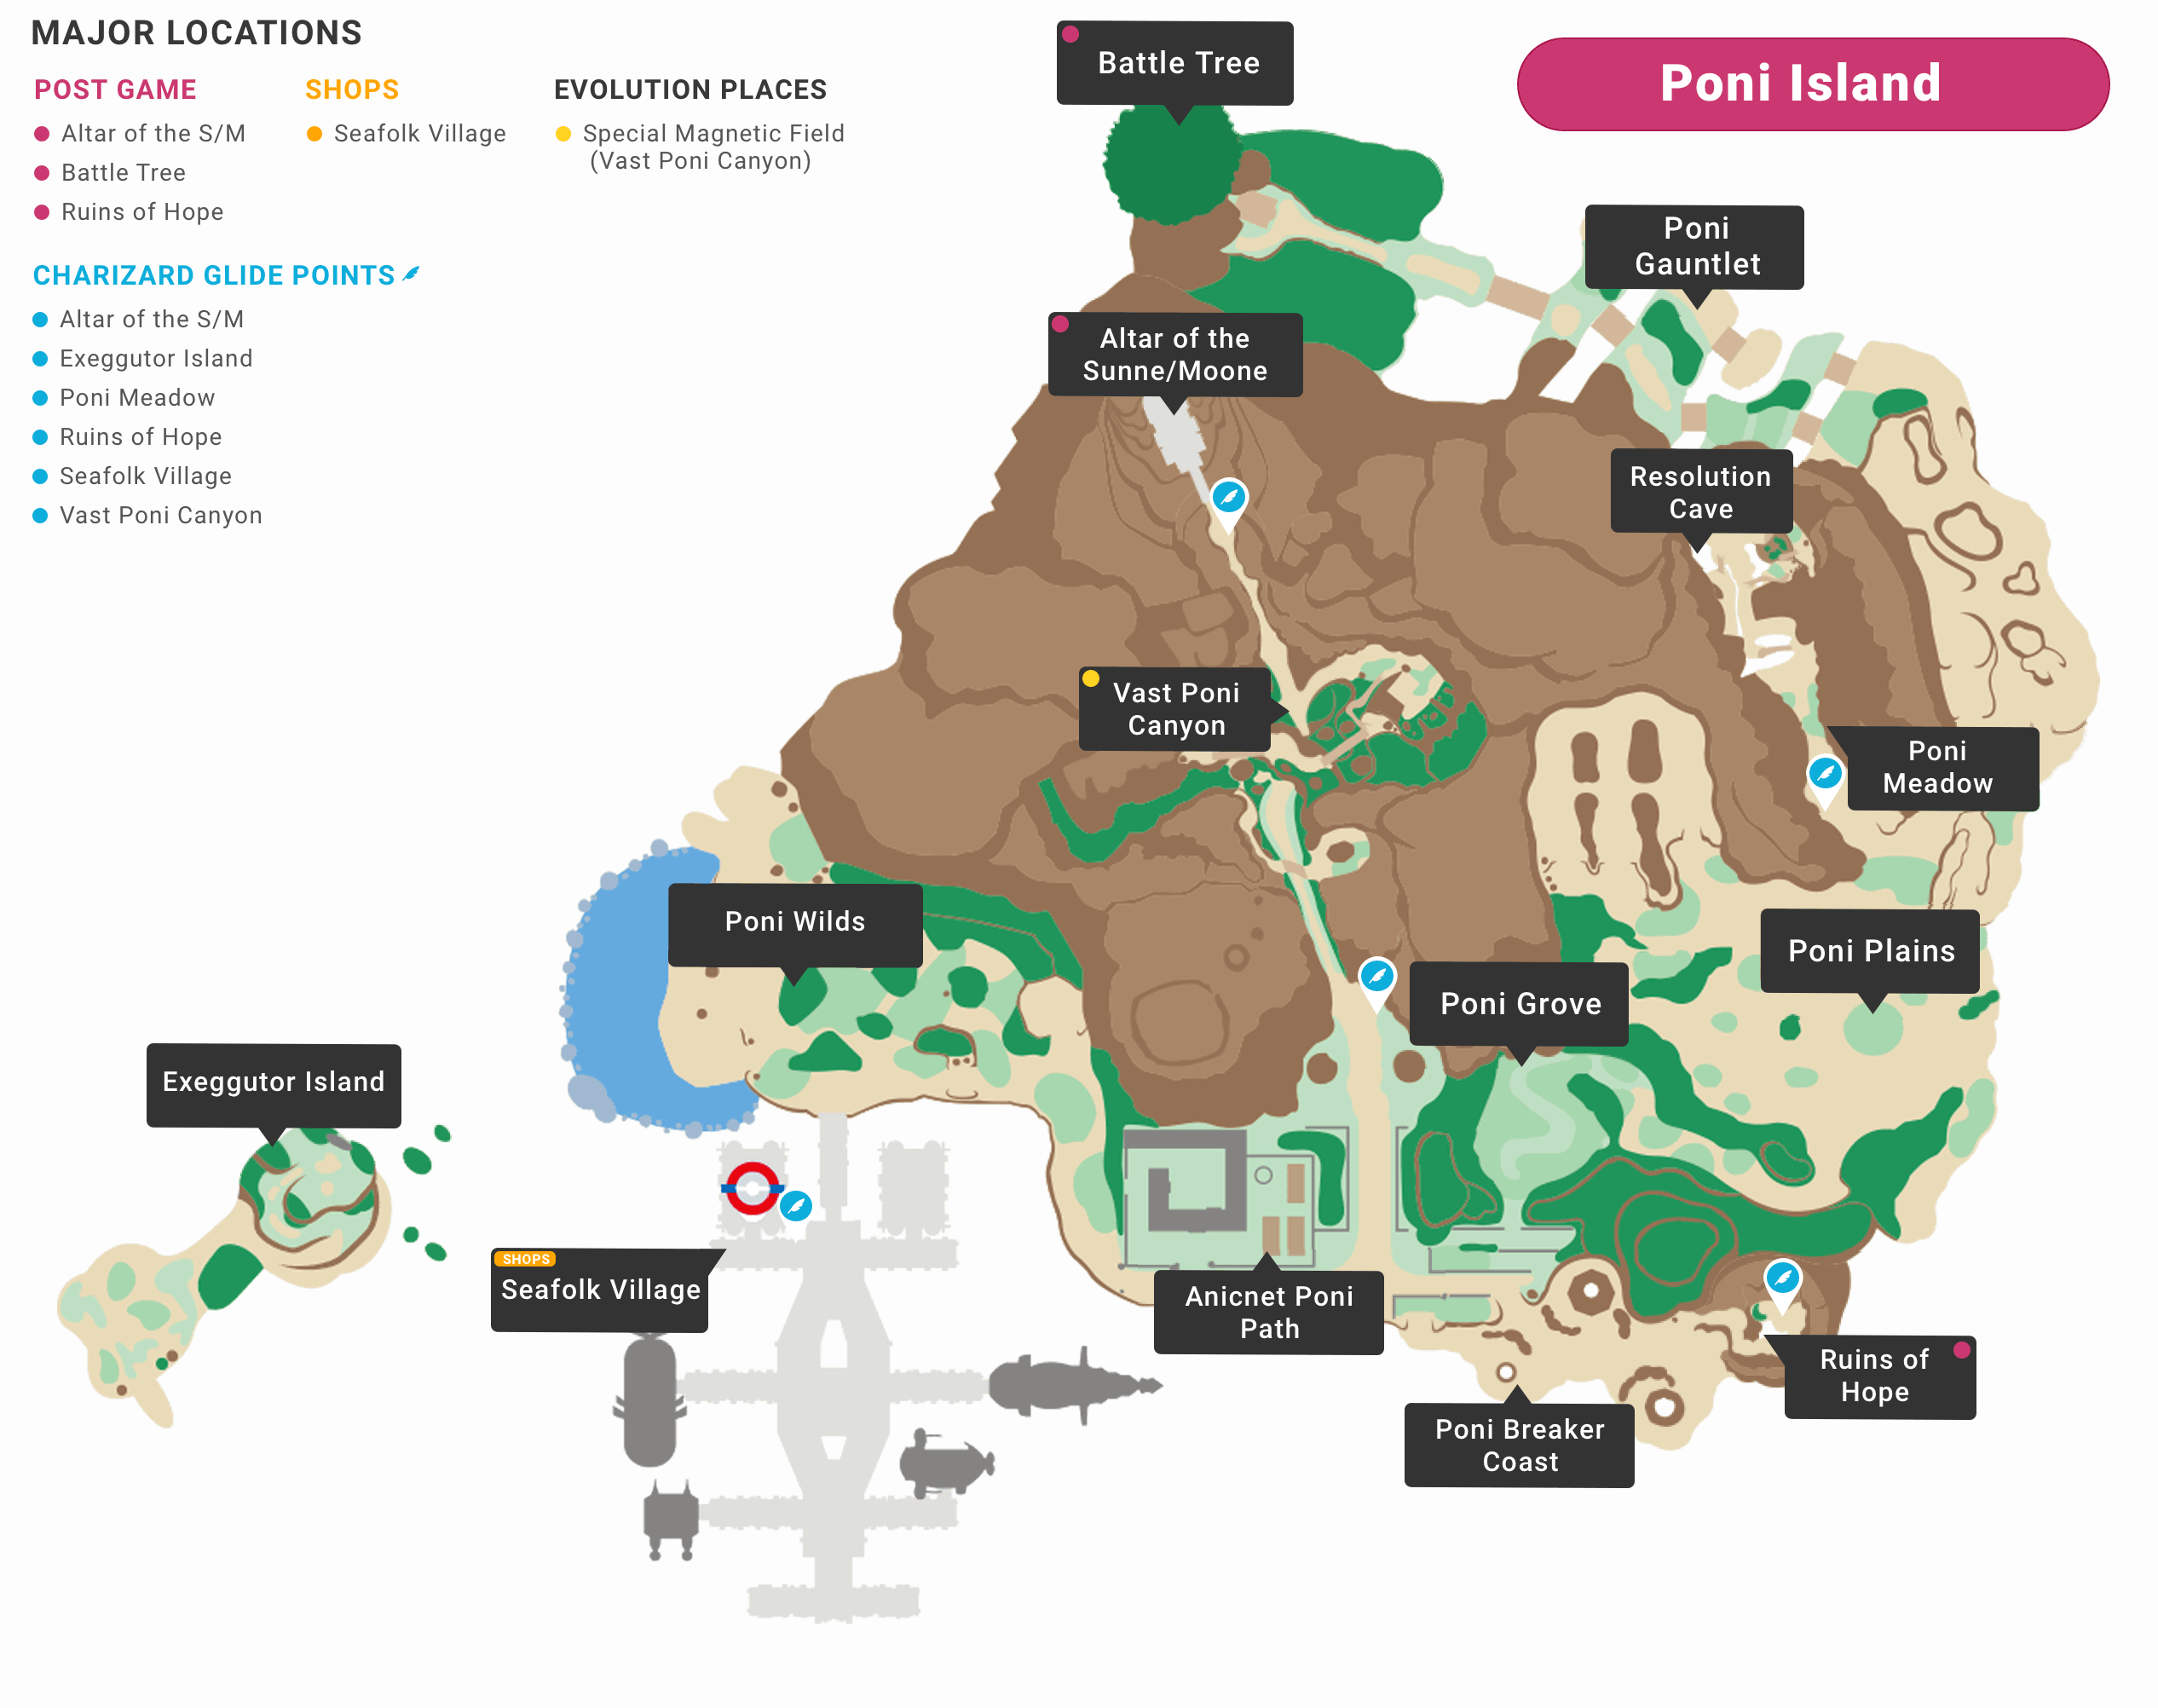 MAJOR LOCATIONS
POST GAME
Altar of the S/M
Battle Tree
Ruins of Hope
SHOPS
Seafolk Village
EVOLUTION PLACES
Special Magnetic Field
(Vast Poni Canyon)
CHARIZARD GLIDE POINTS
Altar of the S/M
Exeggutor Island
Poni Meadow
Ruins of Hope
Seafolk Village
Vast Poni Canyon
Poni Island
Battle Tree
Poni
Gauntlet
Altar of the
Sunne/Moone
Resolution
Cave
Vast Poni
Canyon
Poni
Meadow
Poni Wilds
Poni Plains
Poni Grove
Exeggutor Island
SHOPS
Seafolk Village
Anicnet Poni
Path
Ruins of
Hope
Poni Breaker
Coast